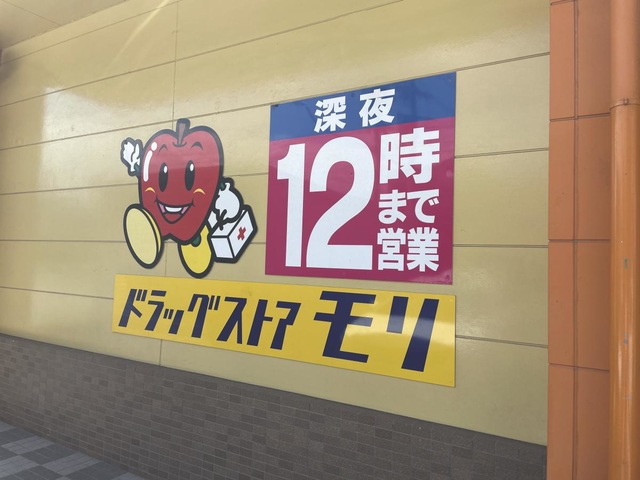 深夜
12時
まで
営業
ドラッグストア モリ